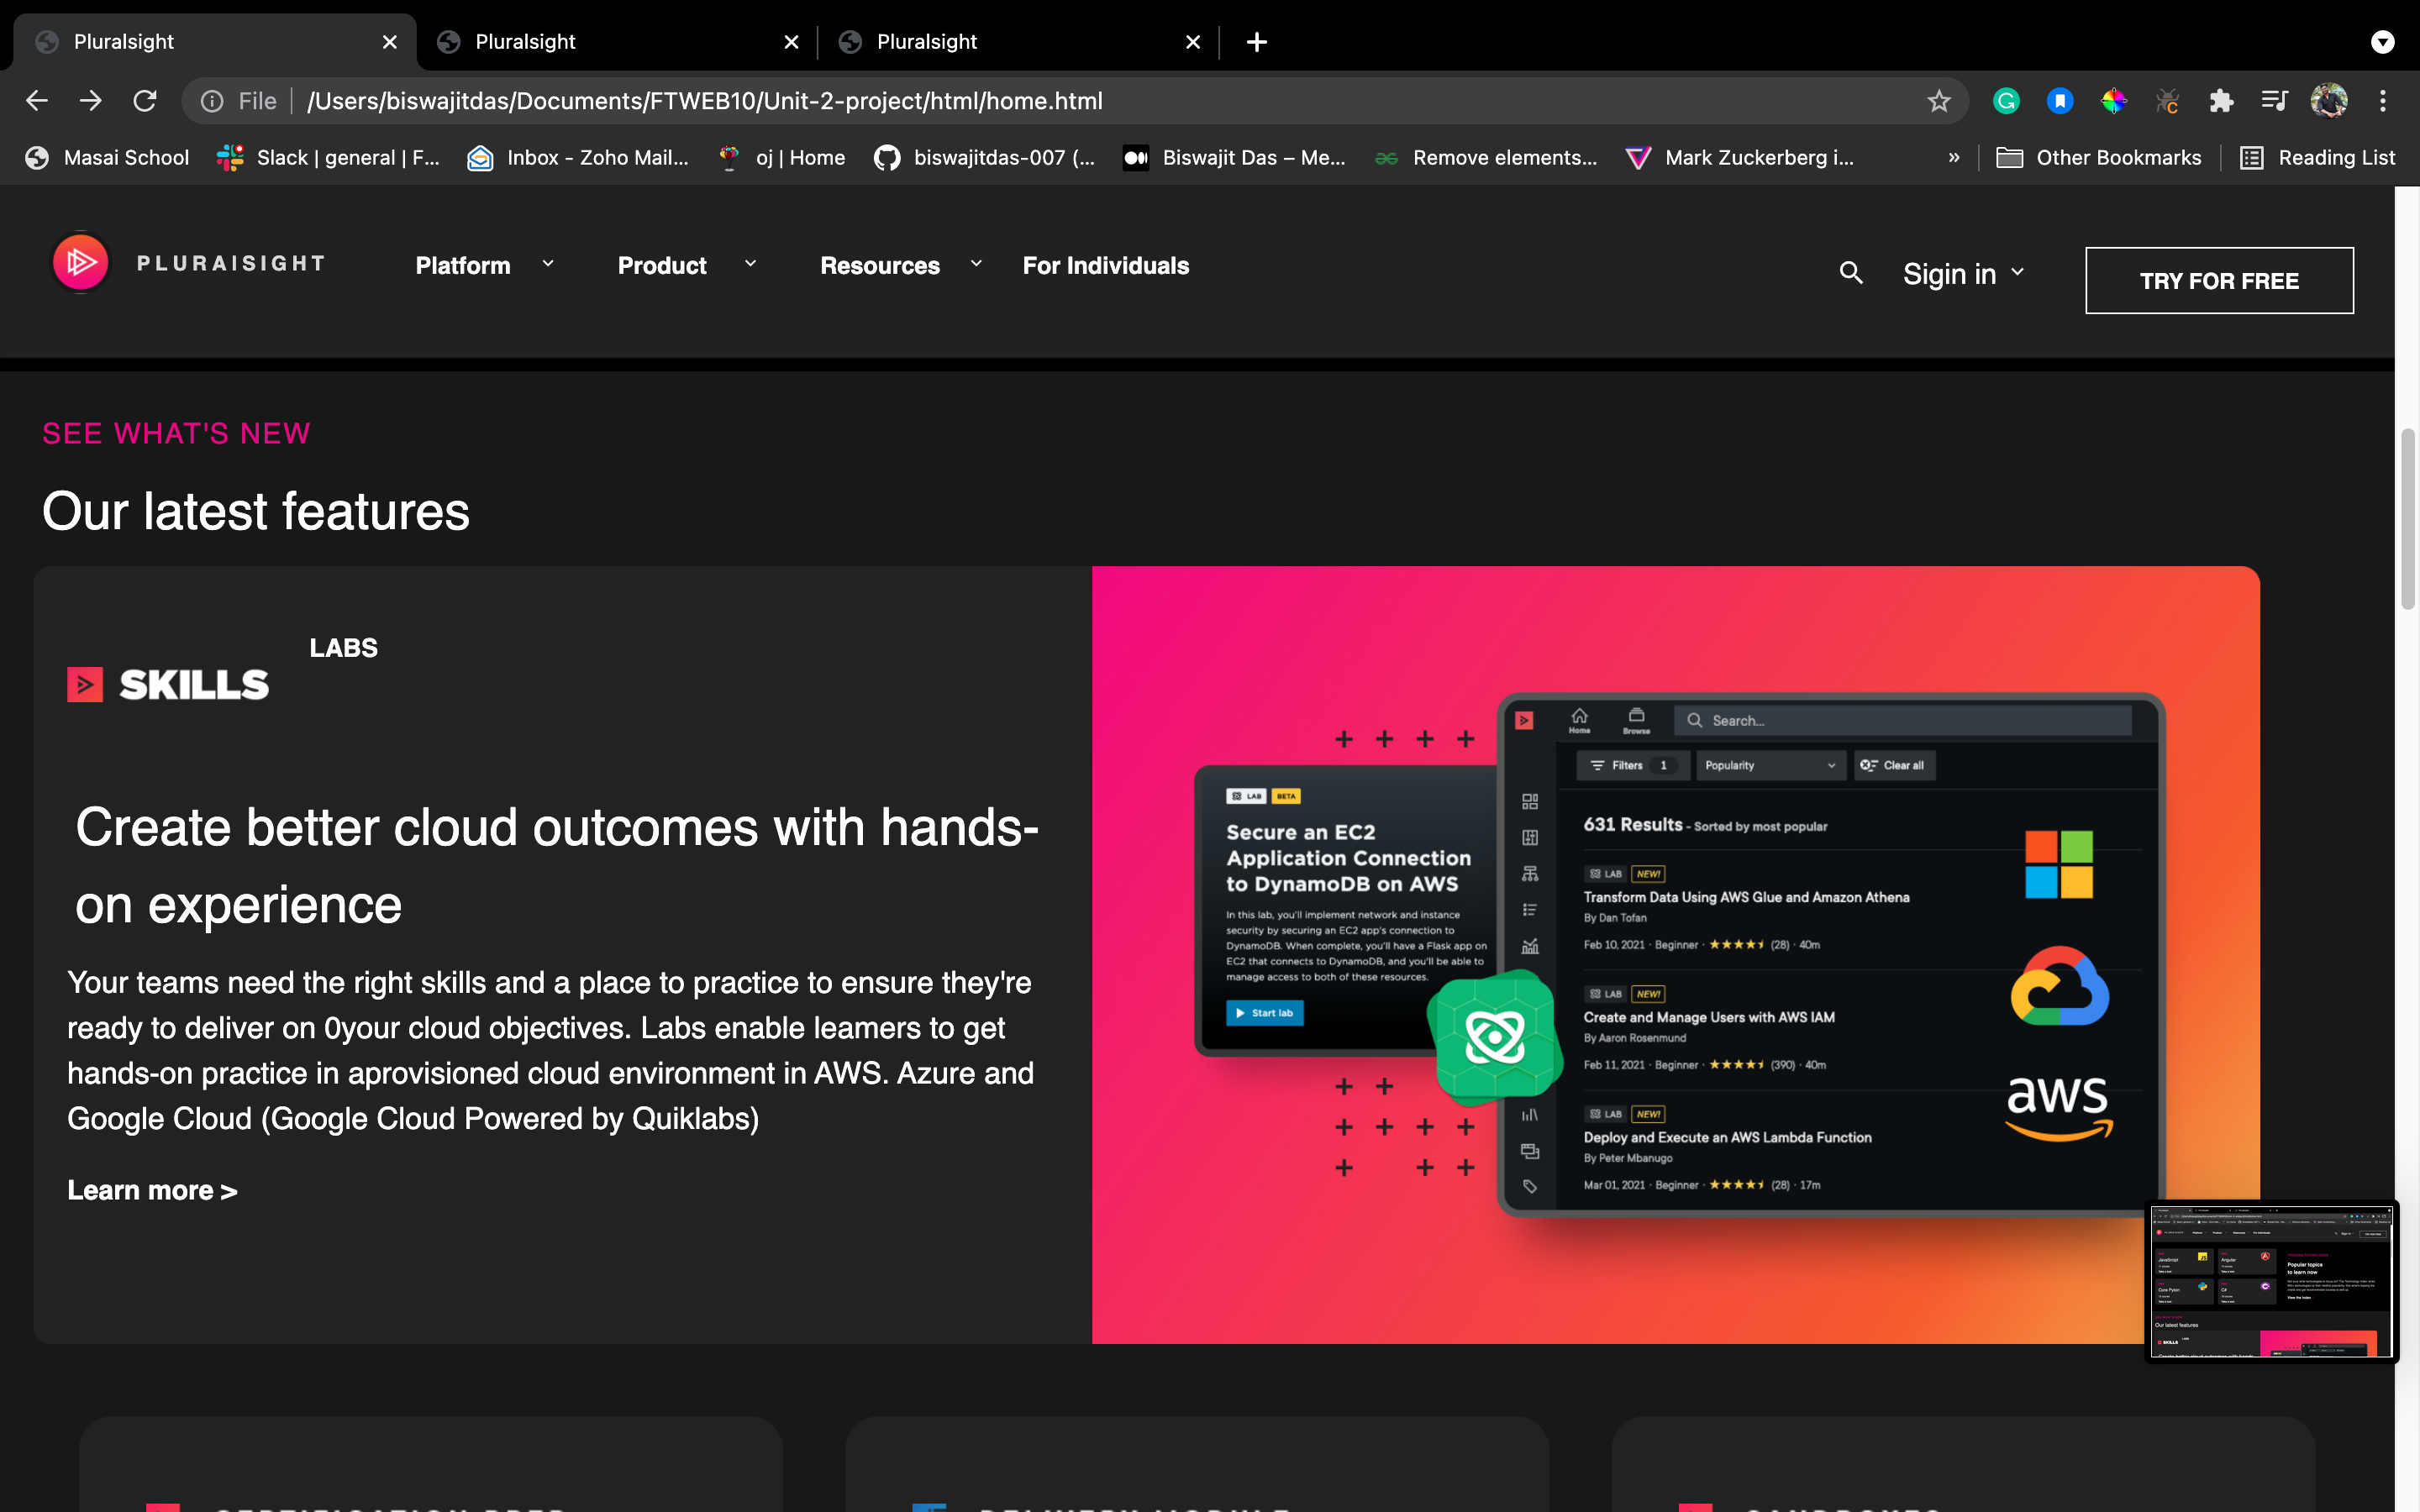 Pluralsight
Pluralsight
Pluralsight
File
/Users/biswajitdas/Documents/FTWEB10/Unit-2-project/html/home.html
Masai School
Slack | general | F...
Inbox - Zoho Mail...
oj | Home
biswajitdas-007 (...
Biswajit Das – Me...
Remove elements...
Mark Zuckerberg i...
»
Other Bookmarks
Reading List
PLURAISIGHT
Platform
Product
Resources
For Individuals
Sigin in
TRY FOR FREE
SEE WHAT'S NEW
Our latest features
LABS
SKILLS
Create better cloud outcomes with hands-
on experience
Your teams need the right skills and a place to practice to ensure they're
ready to deliver on 0your cloud objectives. Labs enable leamers to get
hands-on practice in aprovisioned cloud environment in AWS. Azure and
Google Cloud (Google Cloud Powered by Quiklabs)
Learn more >
LAB BETA
Secure an EC2
Application Connection
to DynamoDB on AWS
In this lab, you'll implement network and instance
security by securing an EC2 app's connection to
DynamoDB. When complete, you'll have a Flask app on
EC2 that connects to DynamoDB, and you'll be able to
manage access to both of these resources.
Start lab
Home
Browse
Search...
Filters 1
Popularity
Clear all
631 Results - Sorted by most popular
LAB NEW!
Transform Data Using AWS Glue and Amazon Athena
By Dan Tofan
Feb 10, 2021 · Beginner · ★★★★ (28) · 40m
LAB NEW!
Create and Manage Users with AWS IAM
By Aaron Rosenmund
Feb 11, 2021 · Beginner · ★★★★ (390) · 40m
LAB NEW!
Deploy and Execute an AWS Lambda Function
By Peter Mbanugo
Mar 01, 2021 · Beginner · ★★★★ (28) · 17m
aws
Popular topics
to learn now
Our latest features
SKILLS